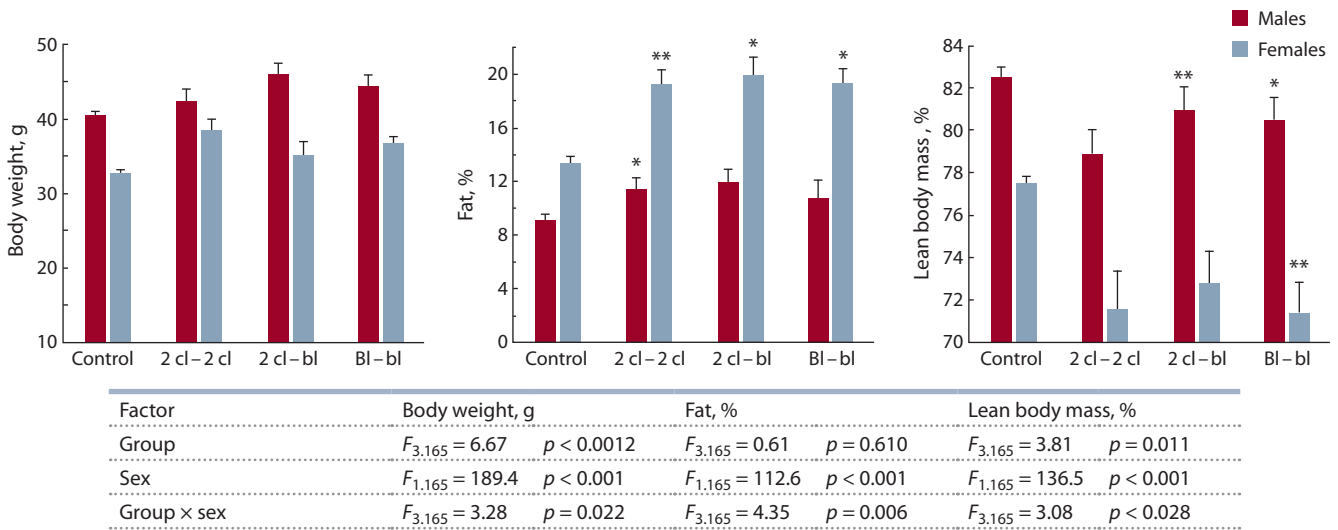 Males
Females
Body weight, g
50
40
30
20
10
Control
2 cl – 2 cl
2 cl – bl
Bl – bl
Fat, %
20
16
12
8
4
0
**
*
*
*
Control
2 cl – 2 cl
2 cl – bl
Bl – bl
Lean body mass , %
84
82
80
78
76
74
72
70
**
*
**
Control
2 cl – 2 cl
2 cl – bl
Bl – bl
Factor Body weight, g Fat, % Lean body mass, %
Group F3.165 = 6.67 p < 0.0012 F3.165 = 0.61 p = 0.610 F3.165 = 3.81 p = 0.011
Sex F1.165 = 189.4 p < 0.001 F1.165 = 112.6 p < 0.001 F1.165 = 136.5 p < 0.001
Group × sex F3.165 = 3.28 p = 0.022 F3.165 = 4.35 p = 0.006 F3.165 = 3.08 p < 0.028